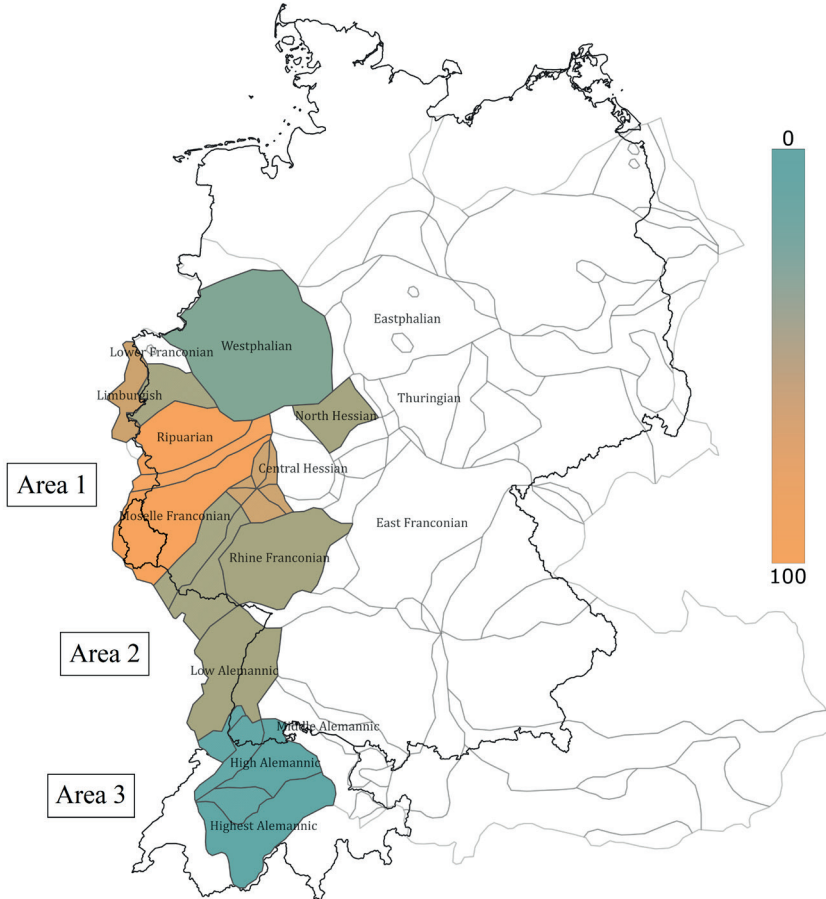 0
Westphalian
Eastphalian
Lower Franconian
Limburgish
Thuringian
North Hessian
Ripuarian
Central Hessian
Area 1
Moselle Franconian
East Franconian
Rhine Franconian
100
Area 2
Low Alemannic
Middle Alemannic
High Alemannic
Area 3
Highest Alemannic